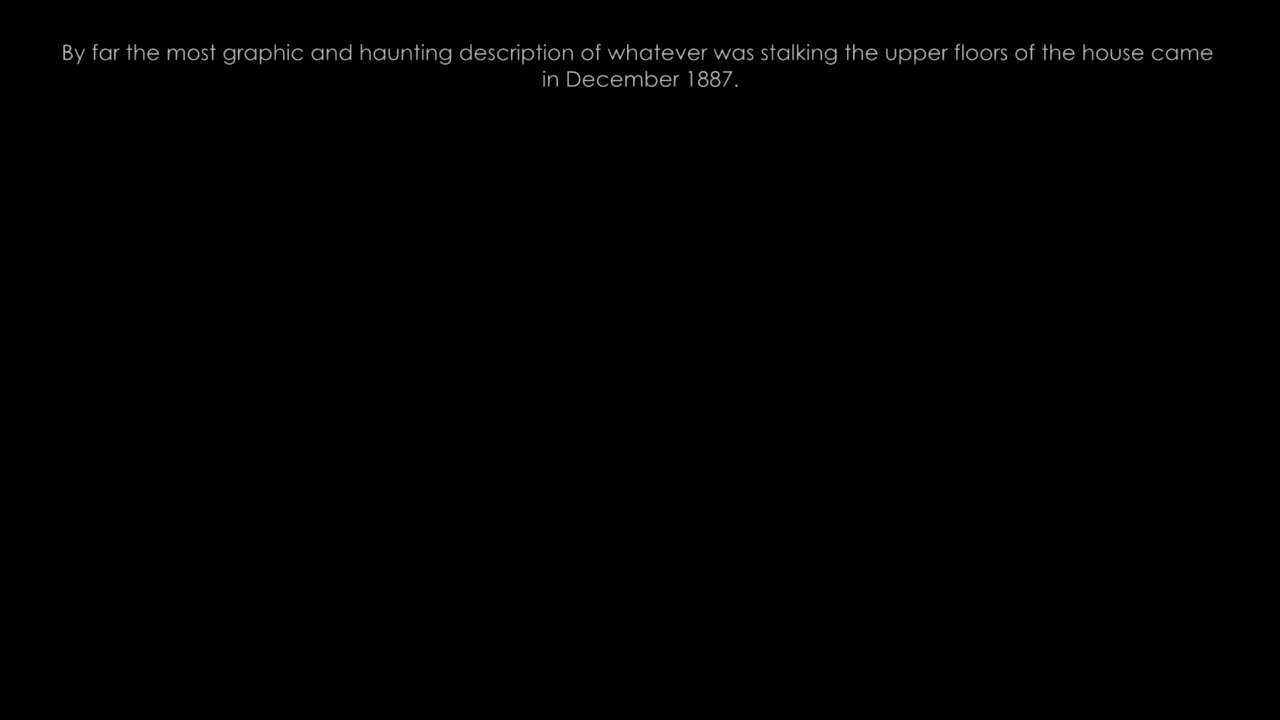 By far the most graphic and haunting description of whatever was stalking the upper floors of the house came
in December 1887.